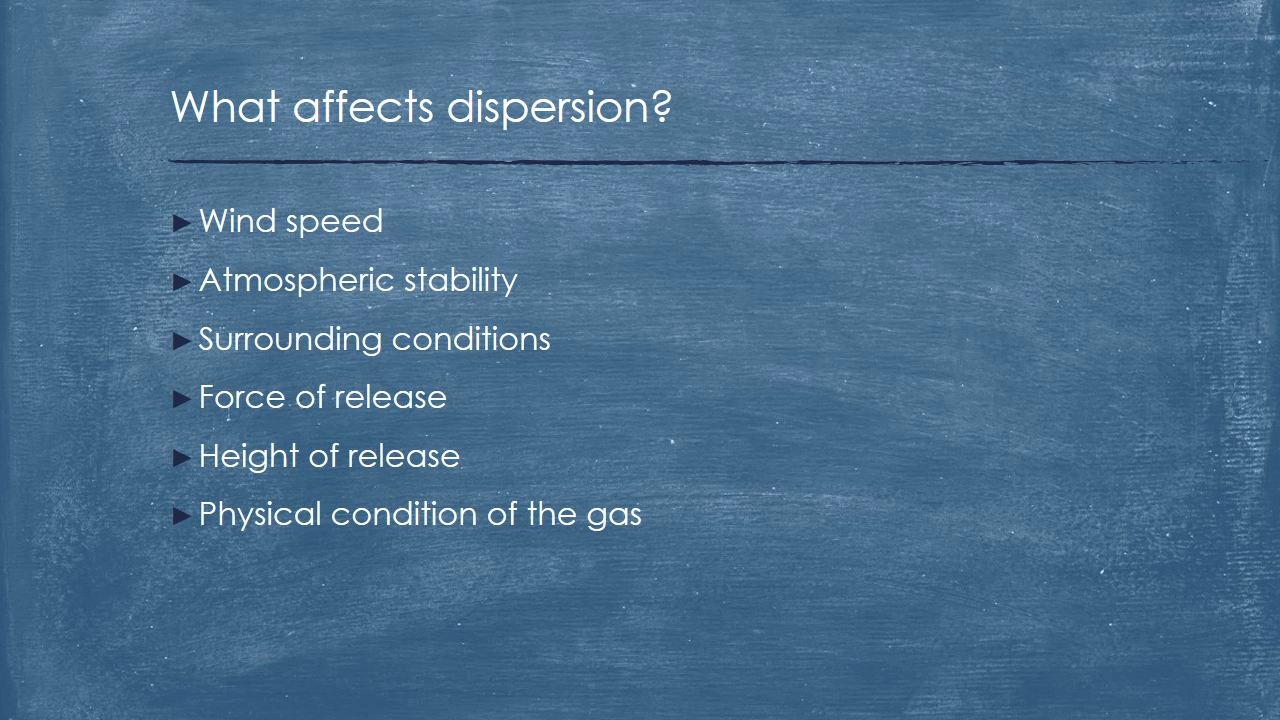 What affects dispersion?
► Wind speed
► Atmospheric stability
► Surrounding conditions
► Force of release
► Height of release
► Physical condition of the gas